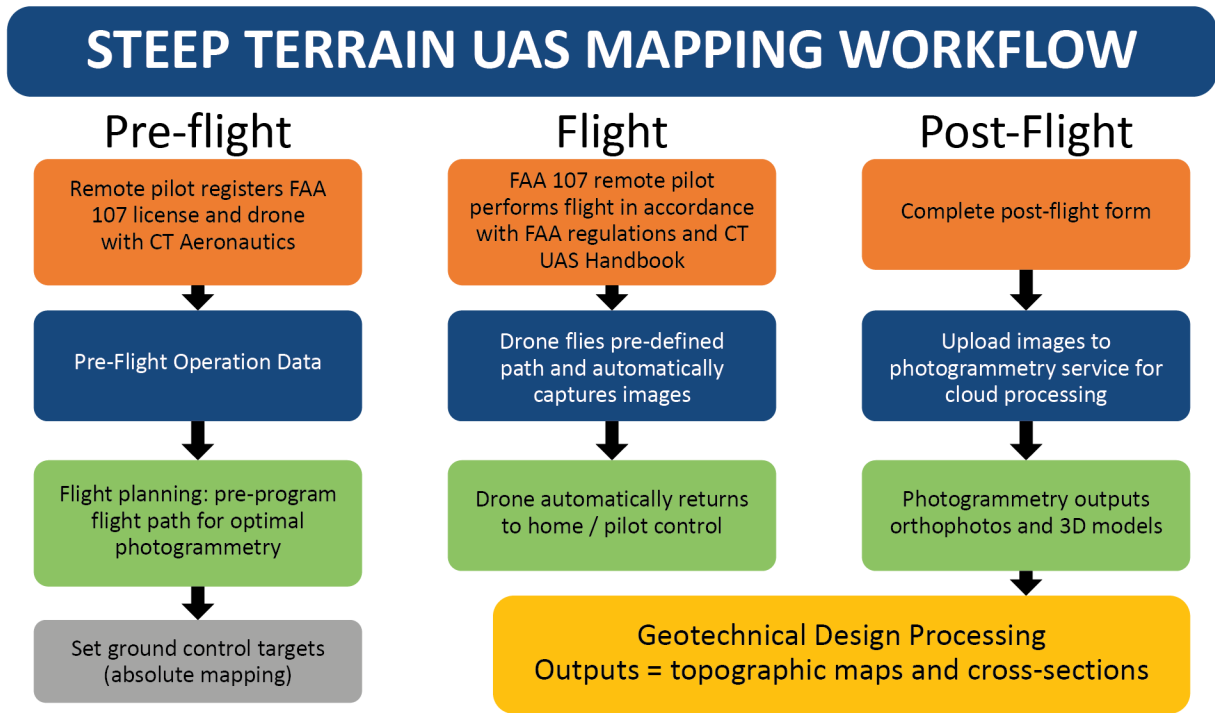 STEEP TERRAIN UAS MAPPING WORKFLOW
Pre-flight
Remote pilot registers FAA
107 license and drone
with CT Aeronautics
Pre-Flight Operation Data
Flight planning: pre-program
flight path for optimal
photogrammetry
Set ground control targets
(absolute mapping)
Flight
FAA 107 remote pilot
performs flight in accordance
with FAA regulations and CT
UAS Handbook
Drone flies pre-defined
path and automatically
captures images
Drone automatically returns
to home / pilot control
Post-Flight
Complete post-flight form
Upload images to
photogrammetry service for
cloud processing
Photogrammetry outputs
orthophotos and 3D models
Geotechnical Design Processing
Outputs = topographic maps and cross-sections